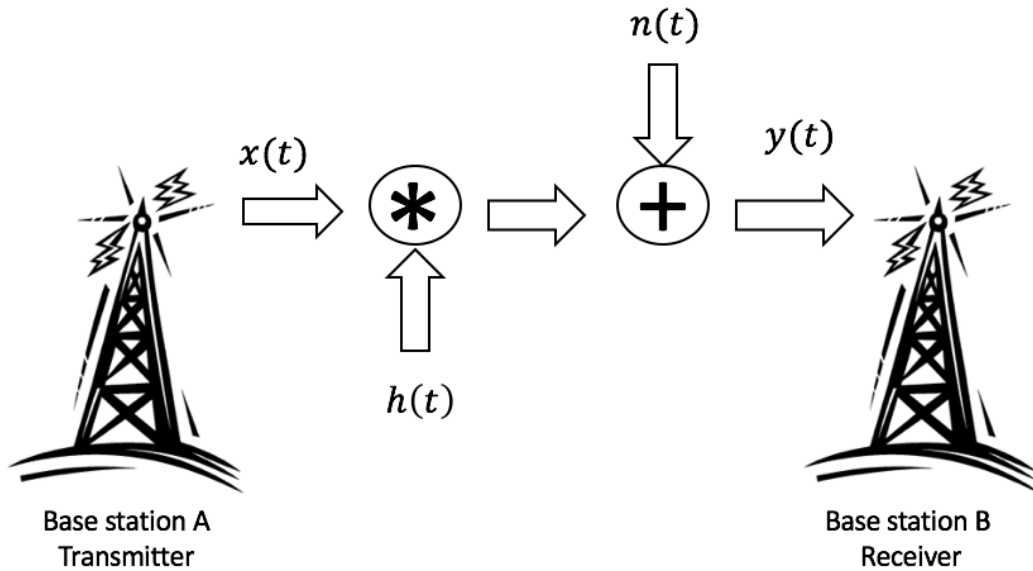 n(t)
x(t)
y(t)
*
+
h(t)
Base station A
Transmitter
Base station B
Receiver